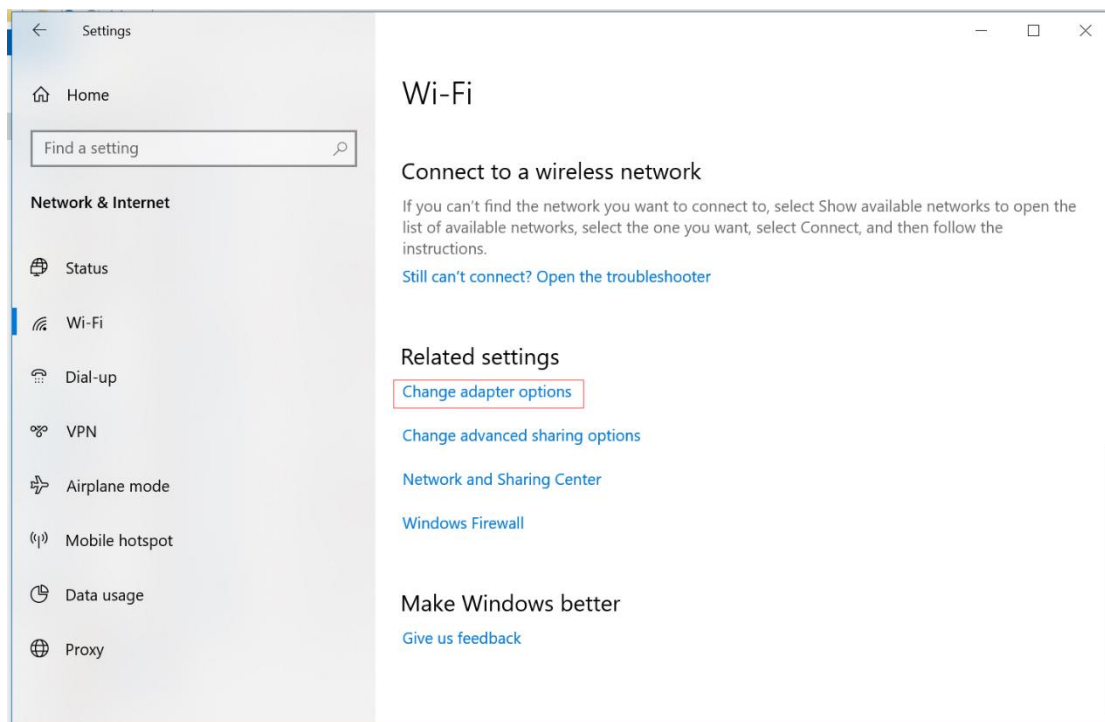 Settings
Home
Find a setting
Network & Internet
Status
Wi-Fi
Dial-up
VPN
Airplane mode
Mobile hotspot
Data usage
Proxy
Wi-Fi
Connect to a wireless network
If you can't find the network you want to connect to, select Show available networks to open the
list of available networks, select the one you want, select Connect, and then follow the
instructions.
Still can't connect? Open the troubleshooter
Related settings
Change adapter options
Change advanced sharing options
Network and Sharing Center
Windows Firewall
Make Windows better
Give us feedback